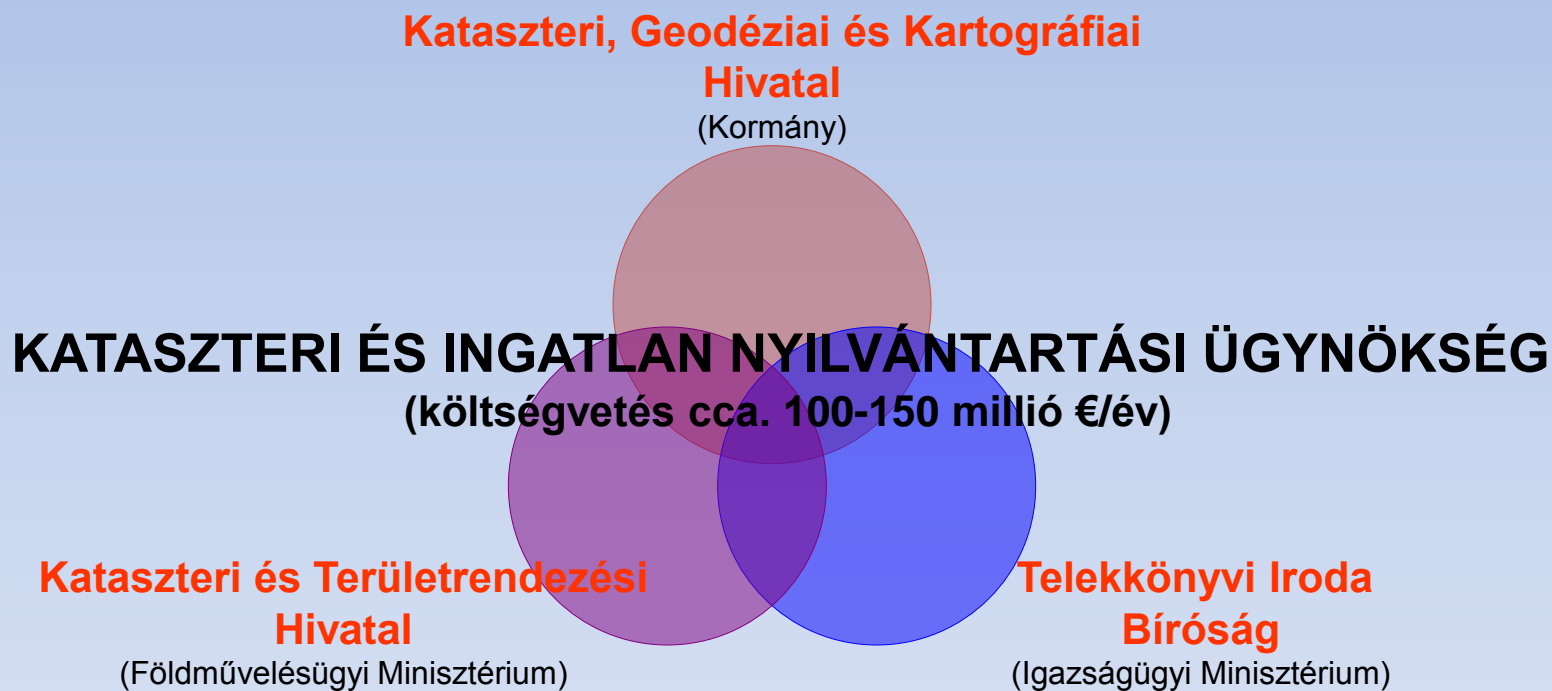 Kataszteri, Geodéziai és Kartográfiai
Hivatal
(Kormány)
KATASZTERI ÉS INGATLAN NYILVÁNTARTÁSI ÜGYNÖKSÉG
(költségvetés cca. 100-150 millió €/év)
Kataszteri és Területrendezési
Hivatal
(Földművelésügyi Minisztérium)
Telekkönyvi Iroda
Bíróság
(Igazságügyi Minisztérium)